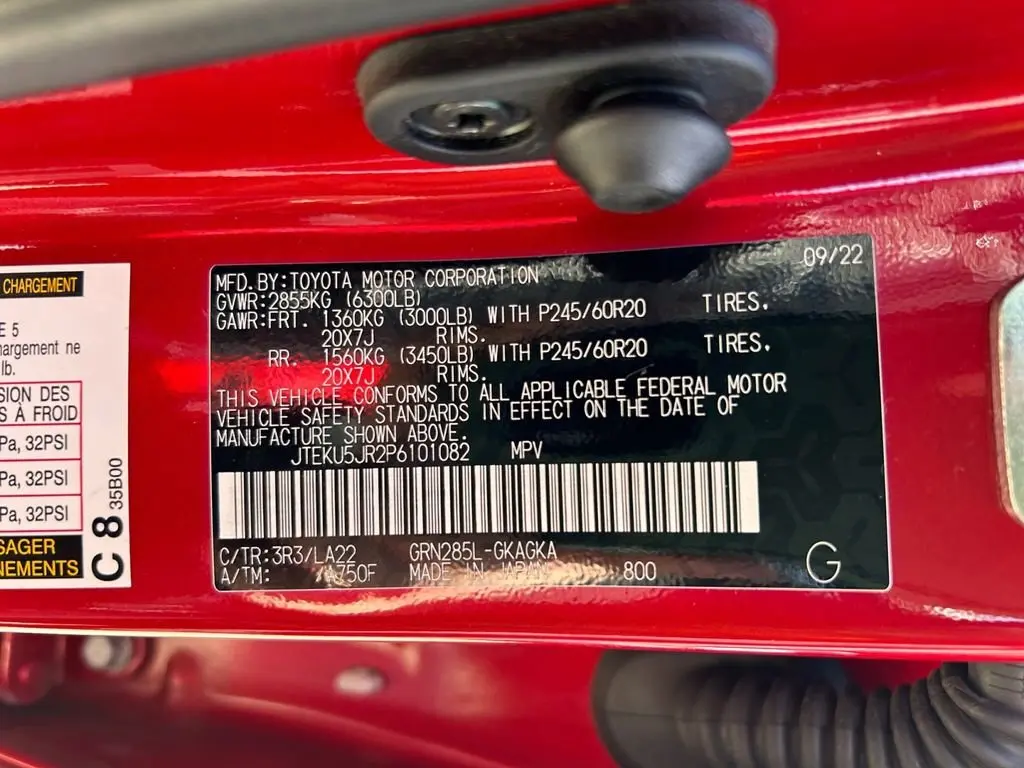 CHARGEMENT
E 5
hargement ne
lb.
SION DES
S À FROID
Pa, 32PSI
Pa, 32PSI
Pa, 32PSI
SAGER
NEMENTS
C 8 35B00
09/22
MFD.BY:TOYOTA MOTOR CORPORATION
GVWR:2855KG (6300LB)
GAWR:FRT. 1360KG (3000LB) WITH P245/60R20 TIRES.
20X7J RIMS.
RR. 1560KG (3450LB) WITH P245/60R20 TIRES.
20X7J RIMS.
THIS VEHICLE CONFORMS TO ALL APPLICABLE FEDERAL MOTOR
VEHICLE SAFETY STANDARDS IN EFFECT ON THE DATE OF
MANUFACTURE SHOWN ABOVE.
JTEKU5JR2P6101082 MPV
C/TR:3R3/LA22 GRN285L-GKAGKA
A/TM: /A750F MADE IN JAPAN 800
G